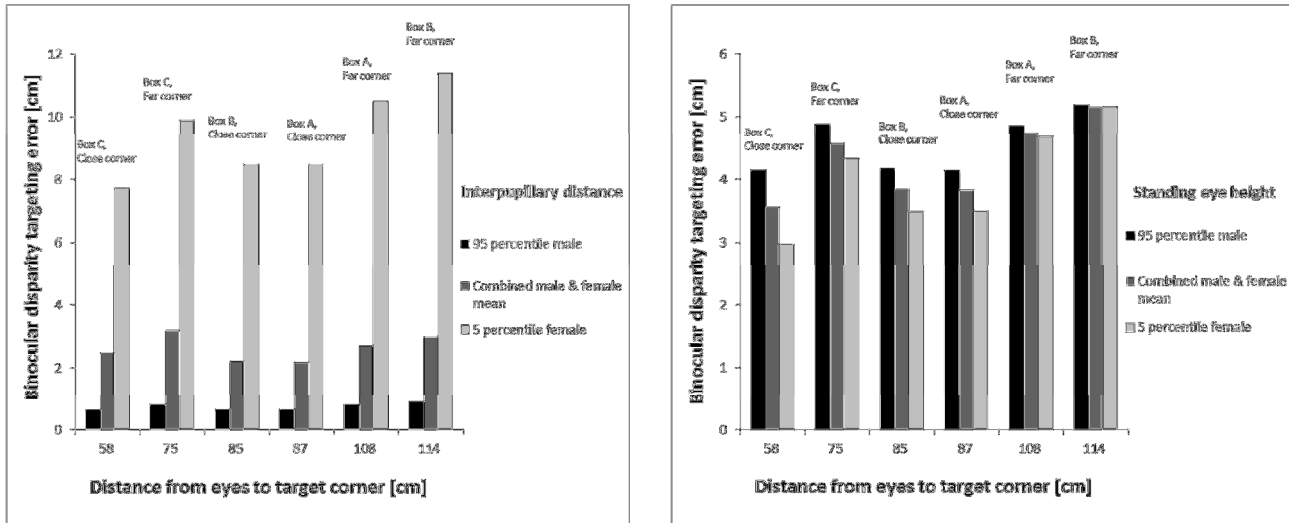 Box B,
Far corner
Box A,
Far corner
Box C,
Far corner
Box B,
Close corner
Box A,
Close corner
Box C,
Close corner
Binocular disparity targeting error [cm]
12
10
8
6
4
2
0
58
75
85
87
108
114
Distance from eyes to target corner [cm]
Interpupillary distance
95 percentile male
Combined male & female
mean
5 percentile female
Box B,
Far corner
Box A,
Far corner
Box C,
Far corner
Box A,
Close corner
Box C,
Close corner
Box B,
Close corner
Binocular disparity targeting error [cm]
6
5
4
3
2
1
0
58
75
85
87
108
114
Distance from eyes to target corner [cm]
Standing eye height
95 percentile male
Combined male & female
mean
5 percentile female